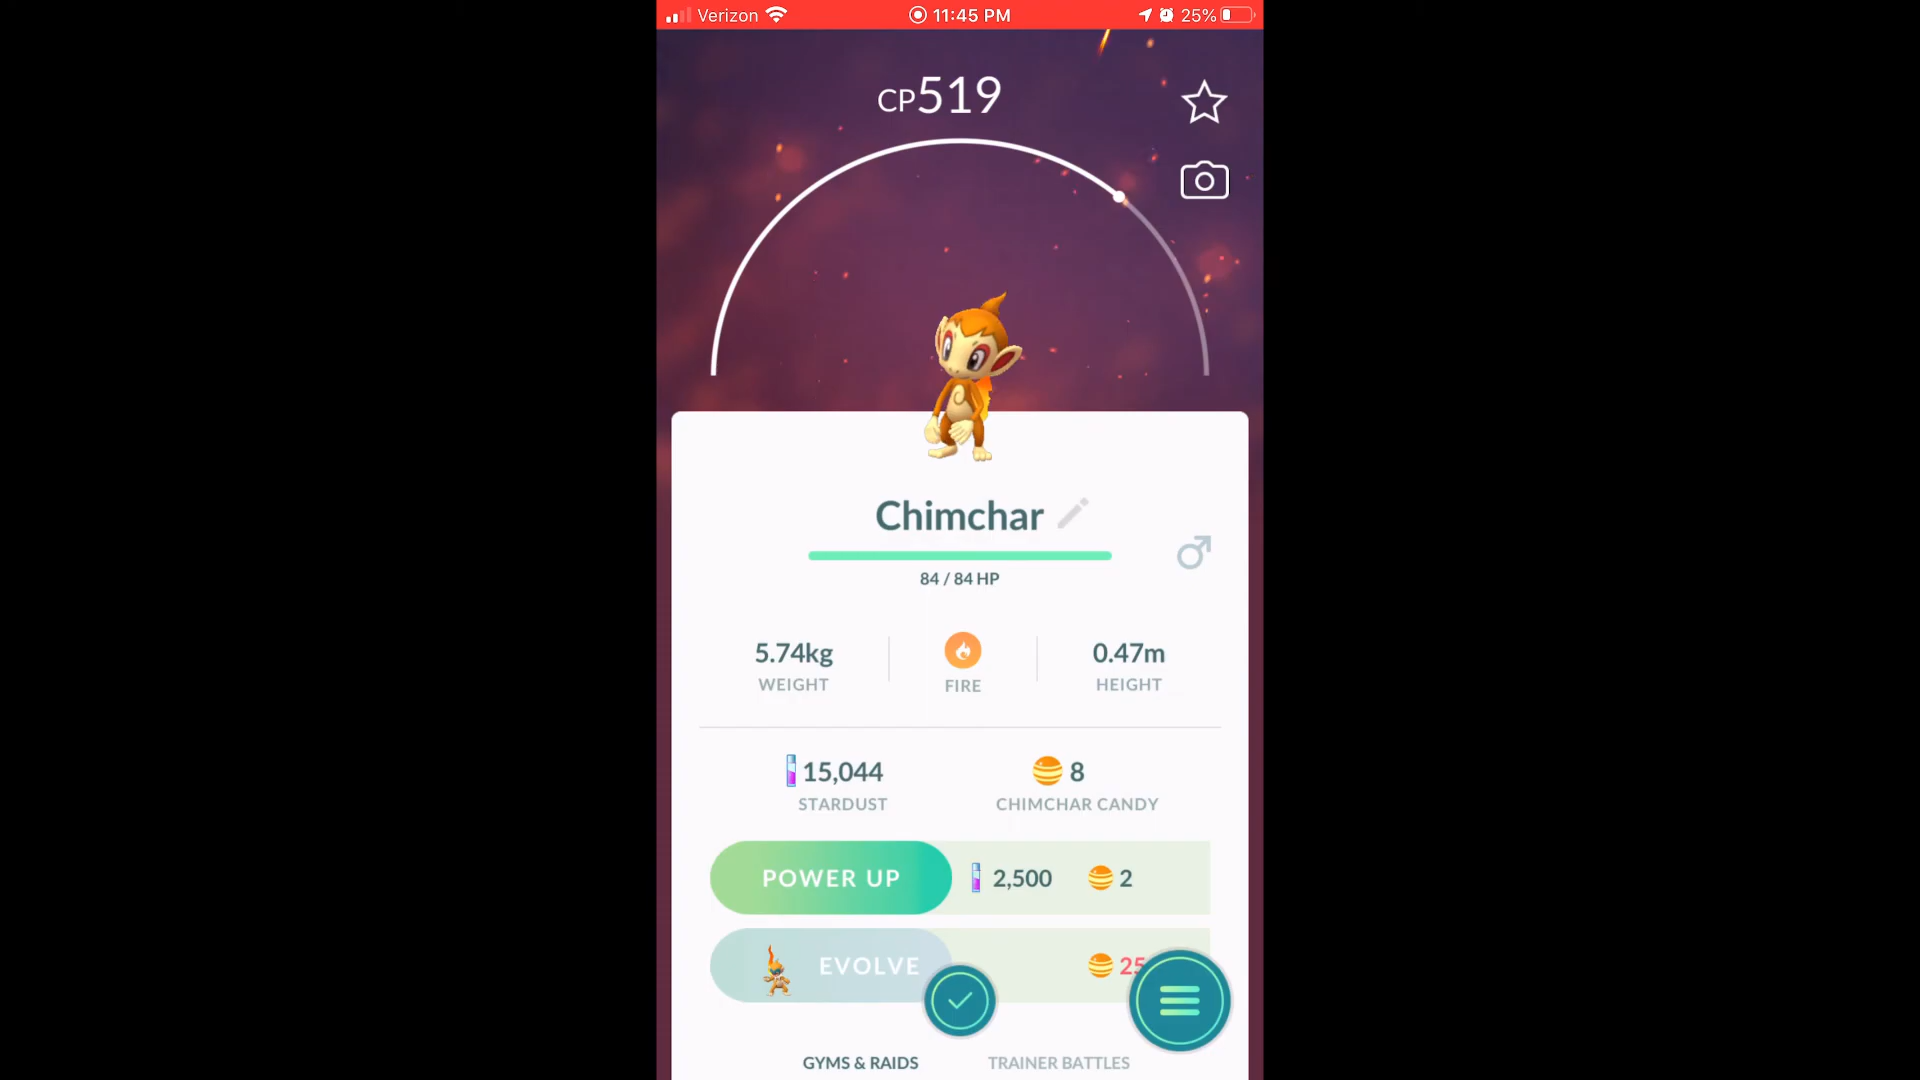 Verizon 11:45 PM 25%
CP519
Chimchar
84 / 84 HP
5.74kg 0.47m
WEIGHT FIRE HEIGHT
15,044 8
STARDUST CHIMCHAR CANDY
POWER UP 2,500 2
EVOLVE 25
GYMS & RAIDS TRAINER BATTLES